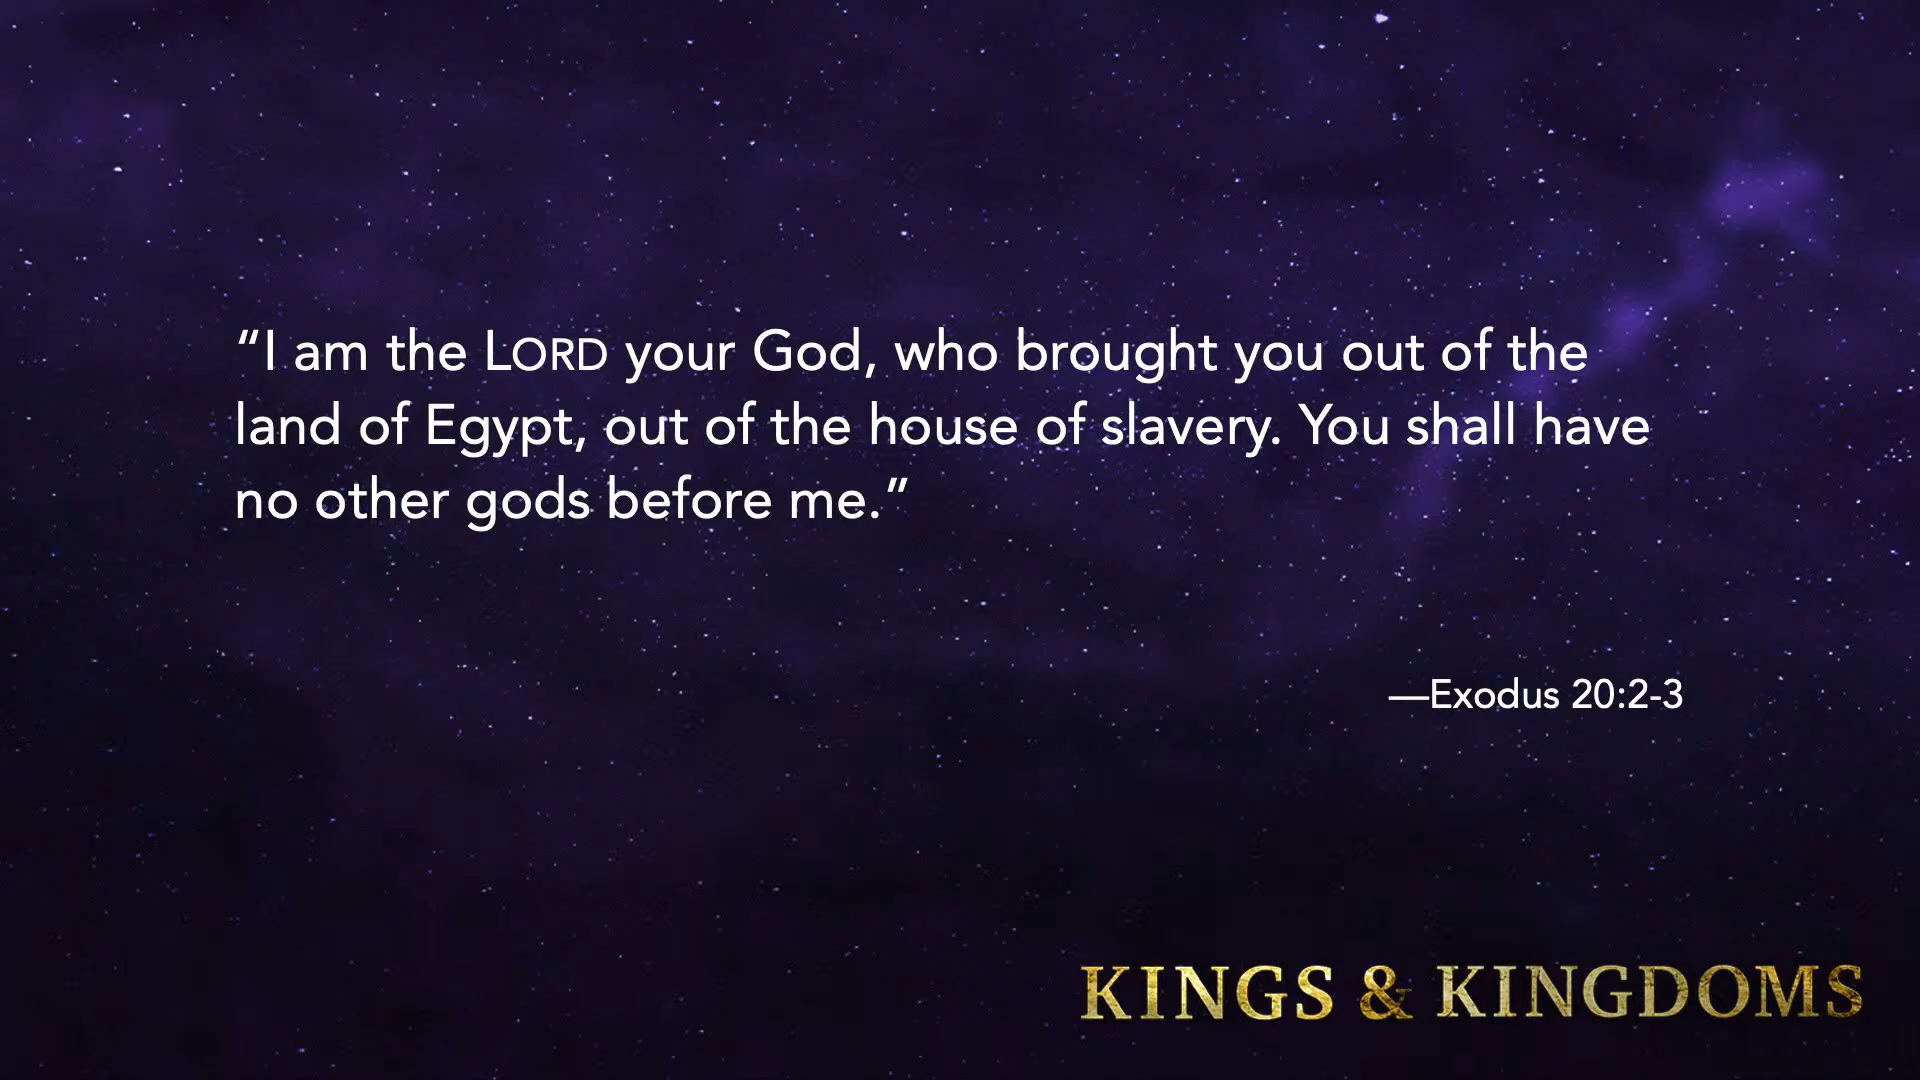 “I am the LORD your God, who brought you out of the
land of Egypt, out of the house of slavery. You shall have
no other gods before me.”
—Exodus 20:2-3
KINGS & KINGDOMS